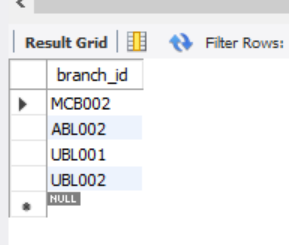 Result Grid Filter Rows:
branch_id
MCB002
ABL002
UBL001
UBL002
NULL